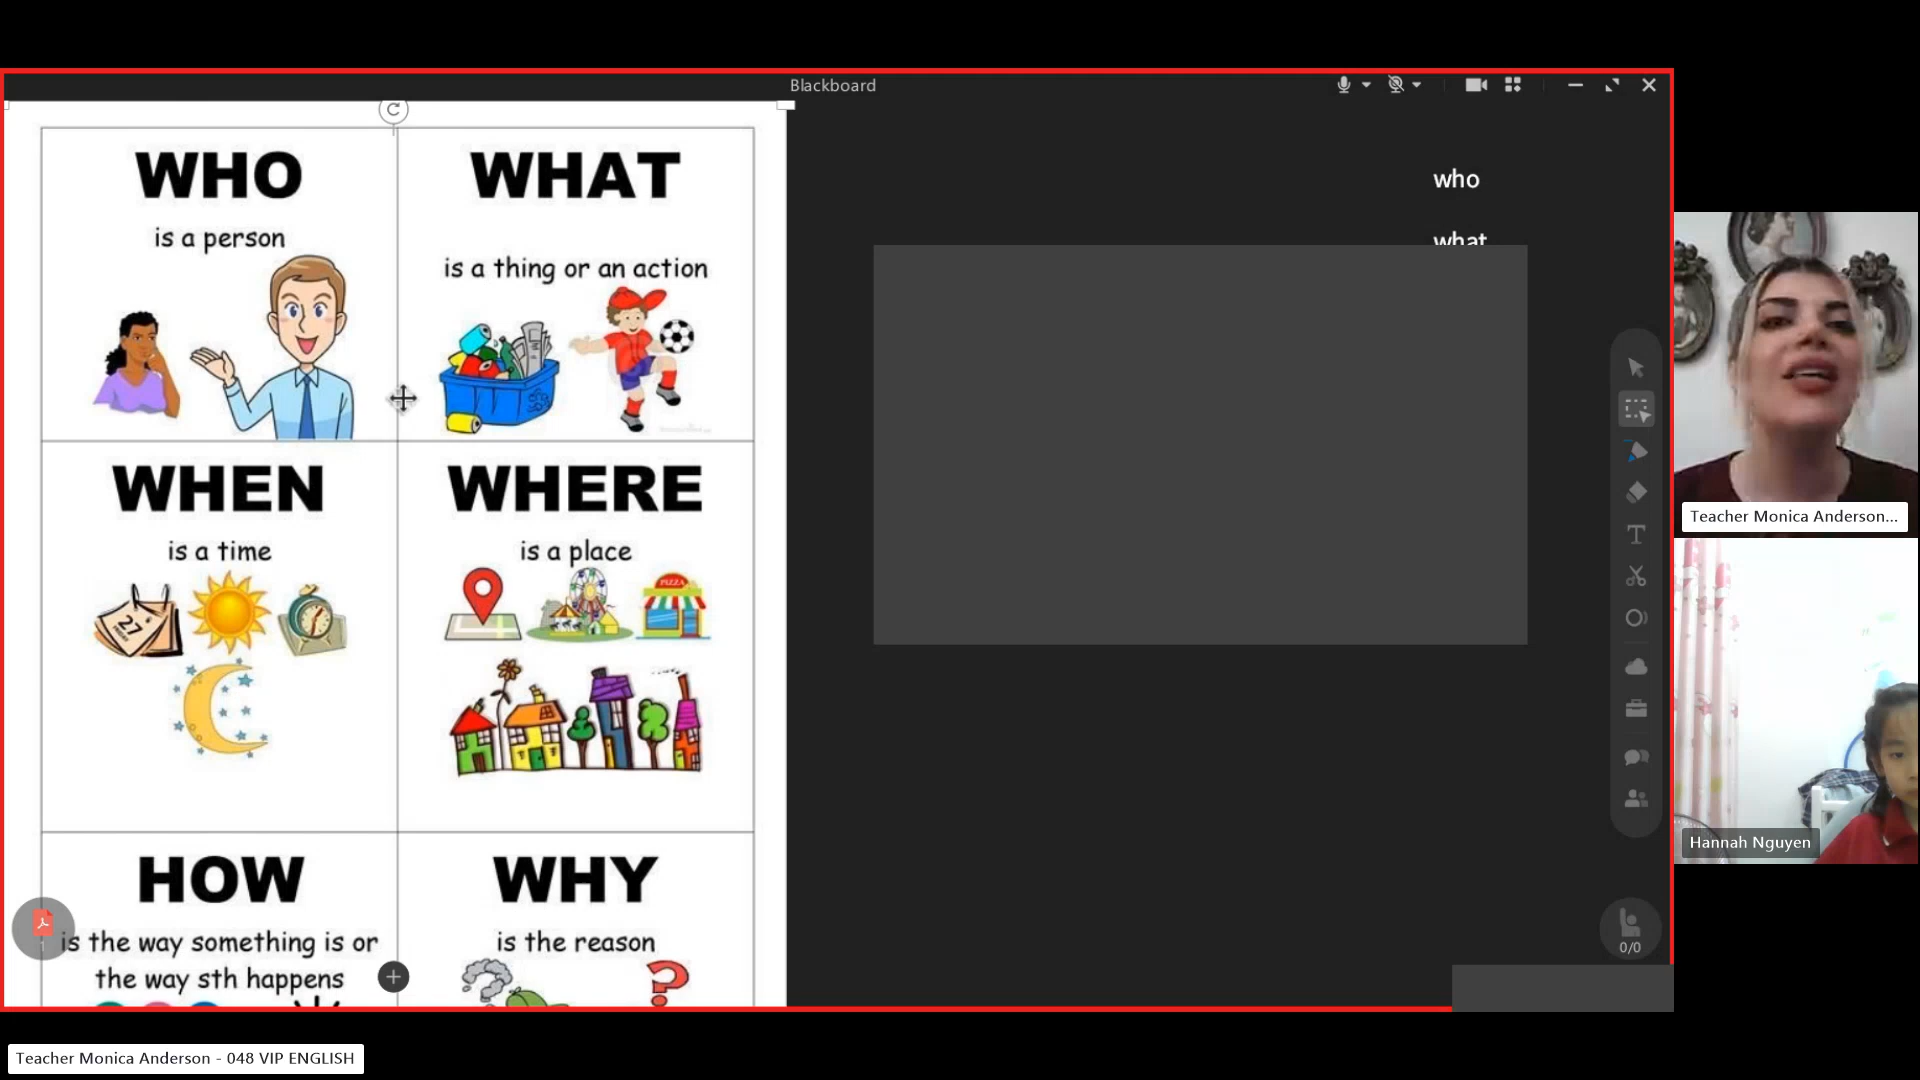 Blackboard
WHO
is a person
WHAT
is a thing or an action
WHEN
is a time
27
WHERE
is a place
PIZZA
HOW
is the way something is or
the way sth happens
WHY
is the reason
who
what
0/0
Teacher Monica Anderson...
Hannah Nguyen
Teacher Monica Anderson - 048 VIP ENGLISH